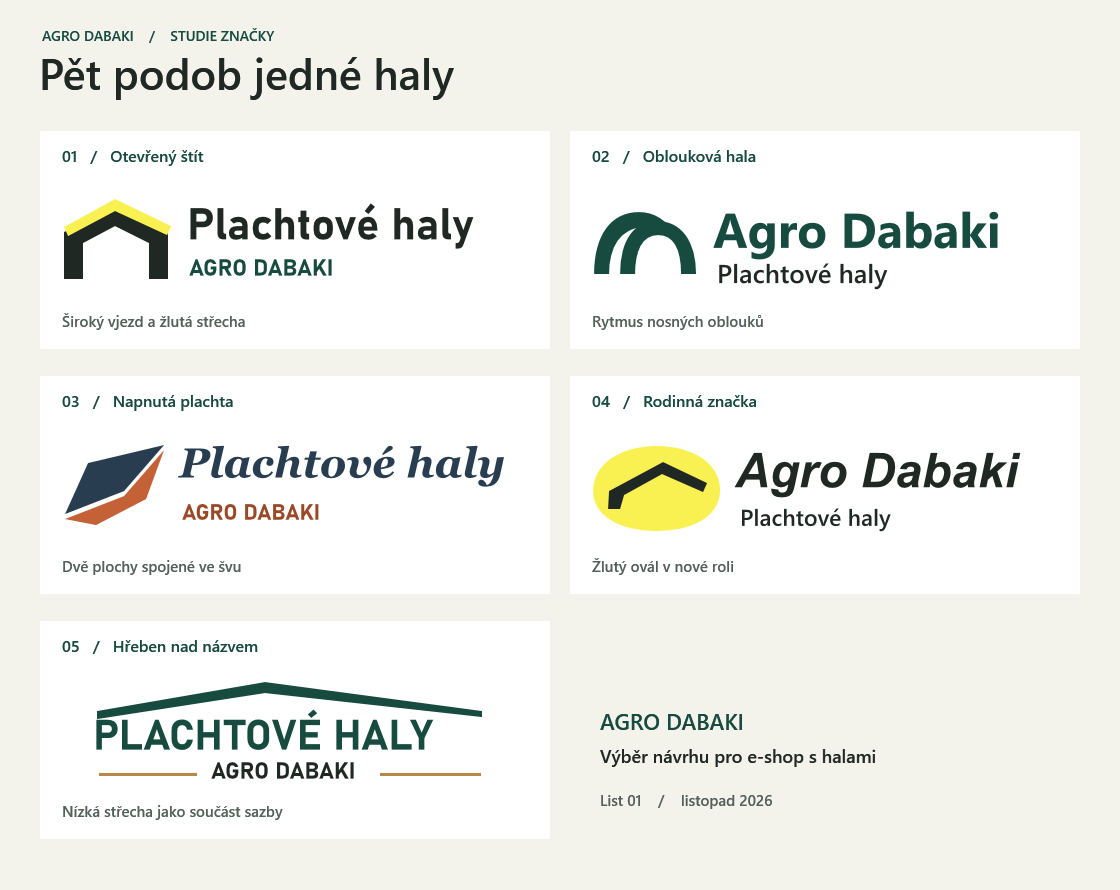 AGRO DABAKI / STUDIE ZNAČKY
Pět podob jedné haly
01 / Otevřený štít
Plachtové haly
AGRO DABAKI
Široký vjezd a žlutá střecha
02 / Oblouková hala
Agro Dabaki
Plachtové haly
Rytmus nosných oblouků
03 / Napnutá plachta
Plachtové haly
AGRO DABAKI
Dvě plochy spojené ve švu
04 / Rodinná značka
Agro Dabaki
Plachtové haly
Žlutý ovál v nové roli
05 / Hřeben nad názvem
PLACHTOVÉ HALY
AGRO DABAKI
Nízká střecha jako součást sazby
AGRO DABAKI
Výběr návrhu pro e-shop s halami
List 01 / listopad 2026